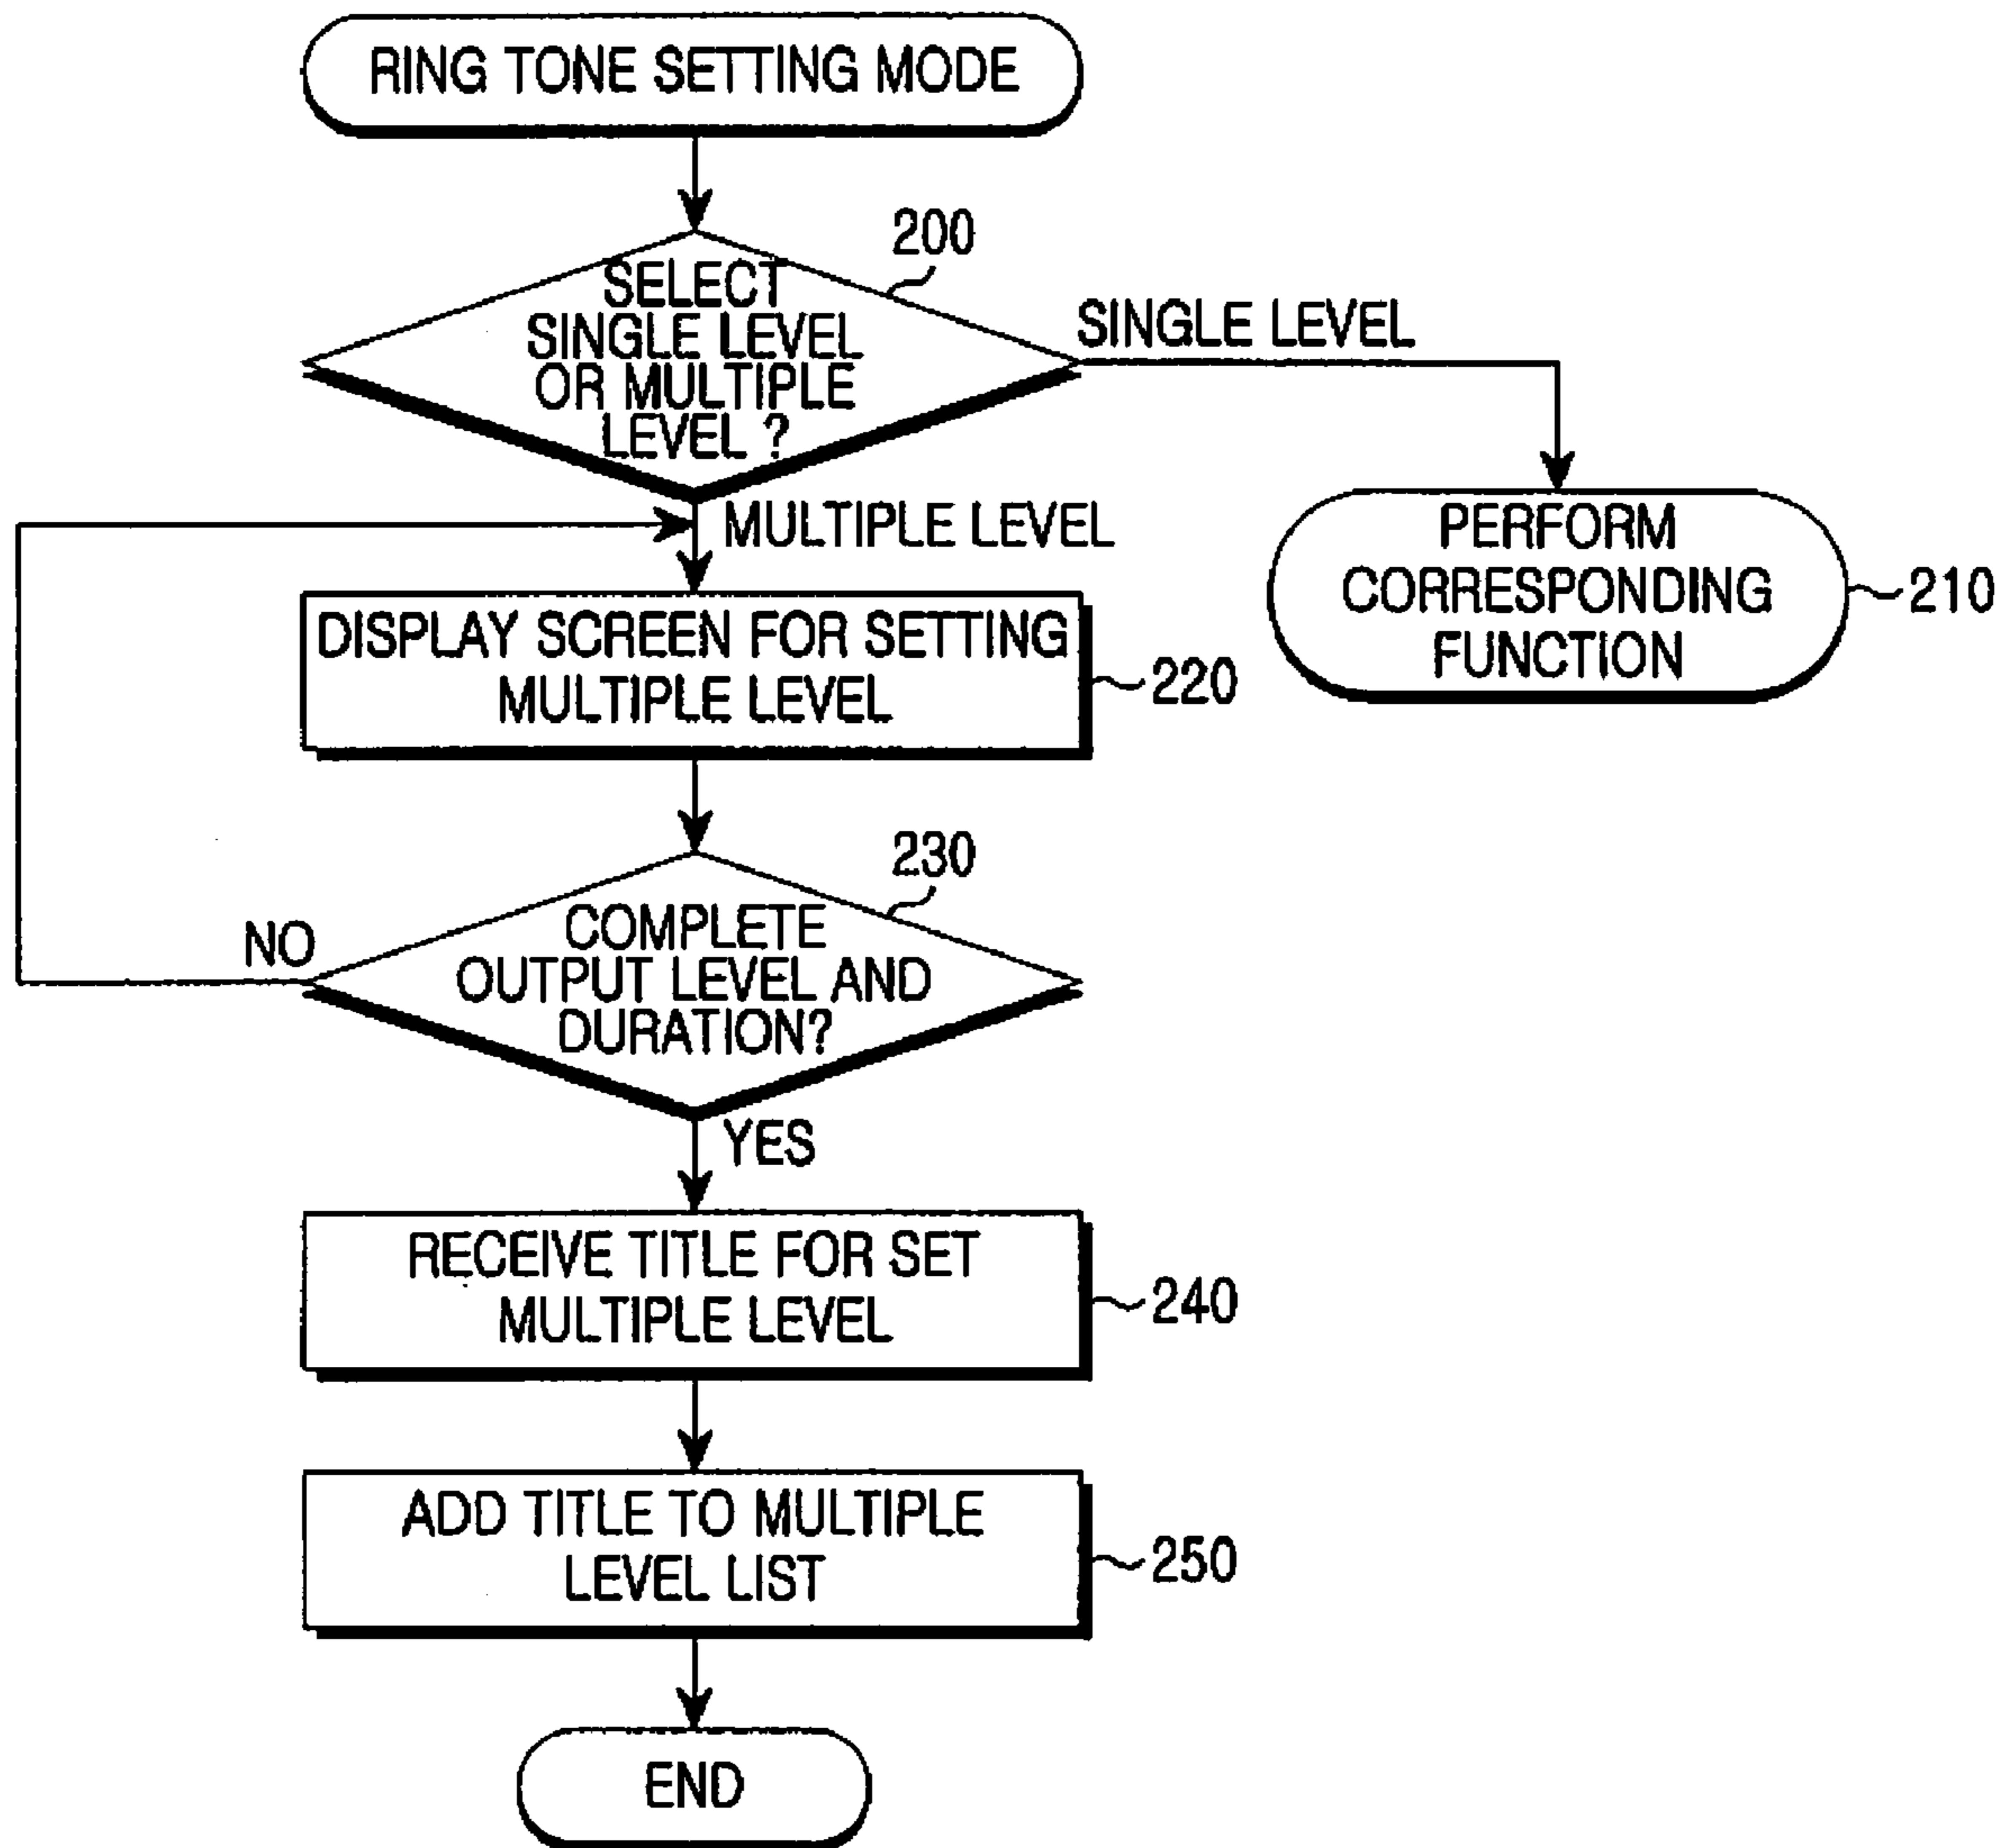 RING TONE SETTING MODE
200
SELECT
SINGLE LEVEL
OR MULTIPLE
LEVEL ?
SINGLE LEVEL
MULTIPLE LEVEL
PERFORM
CORRESPONDING
FUNCTION
210
DISPLAY SCREEN FOR SETTING
MULTIPLE LEVEL
220
230
COMPLETE
OUTPUT LEVEL AND
DURATION?
NO
YES
RECEIVE TITLE FOR SET
MULTIPLE LEVEL
240
ADD TITLE TO MULTIPLE
LEVEL LIST
250
END